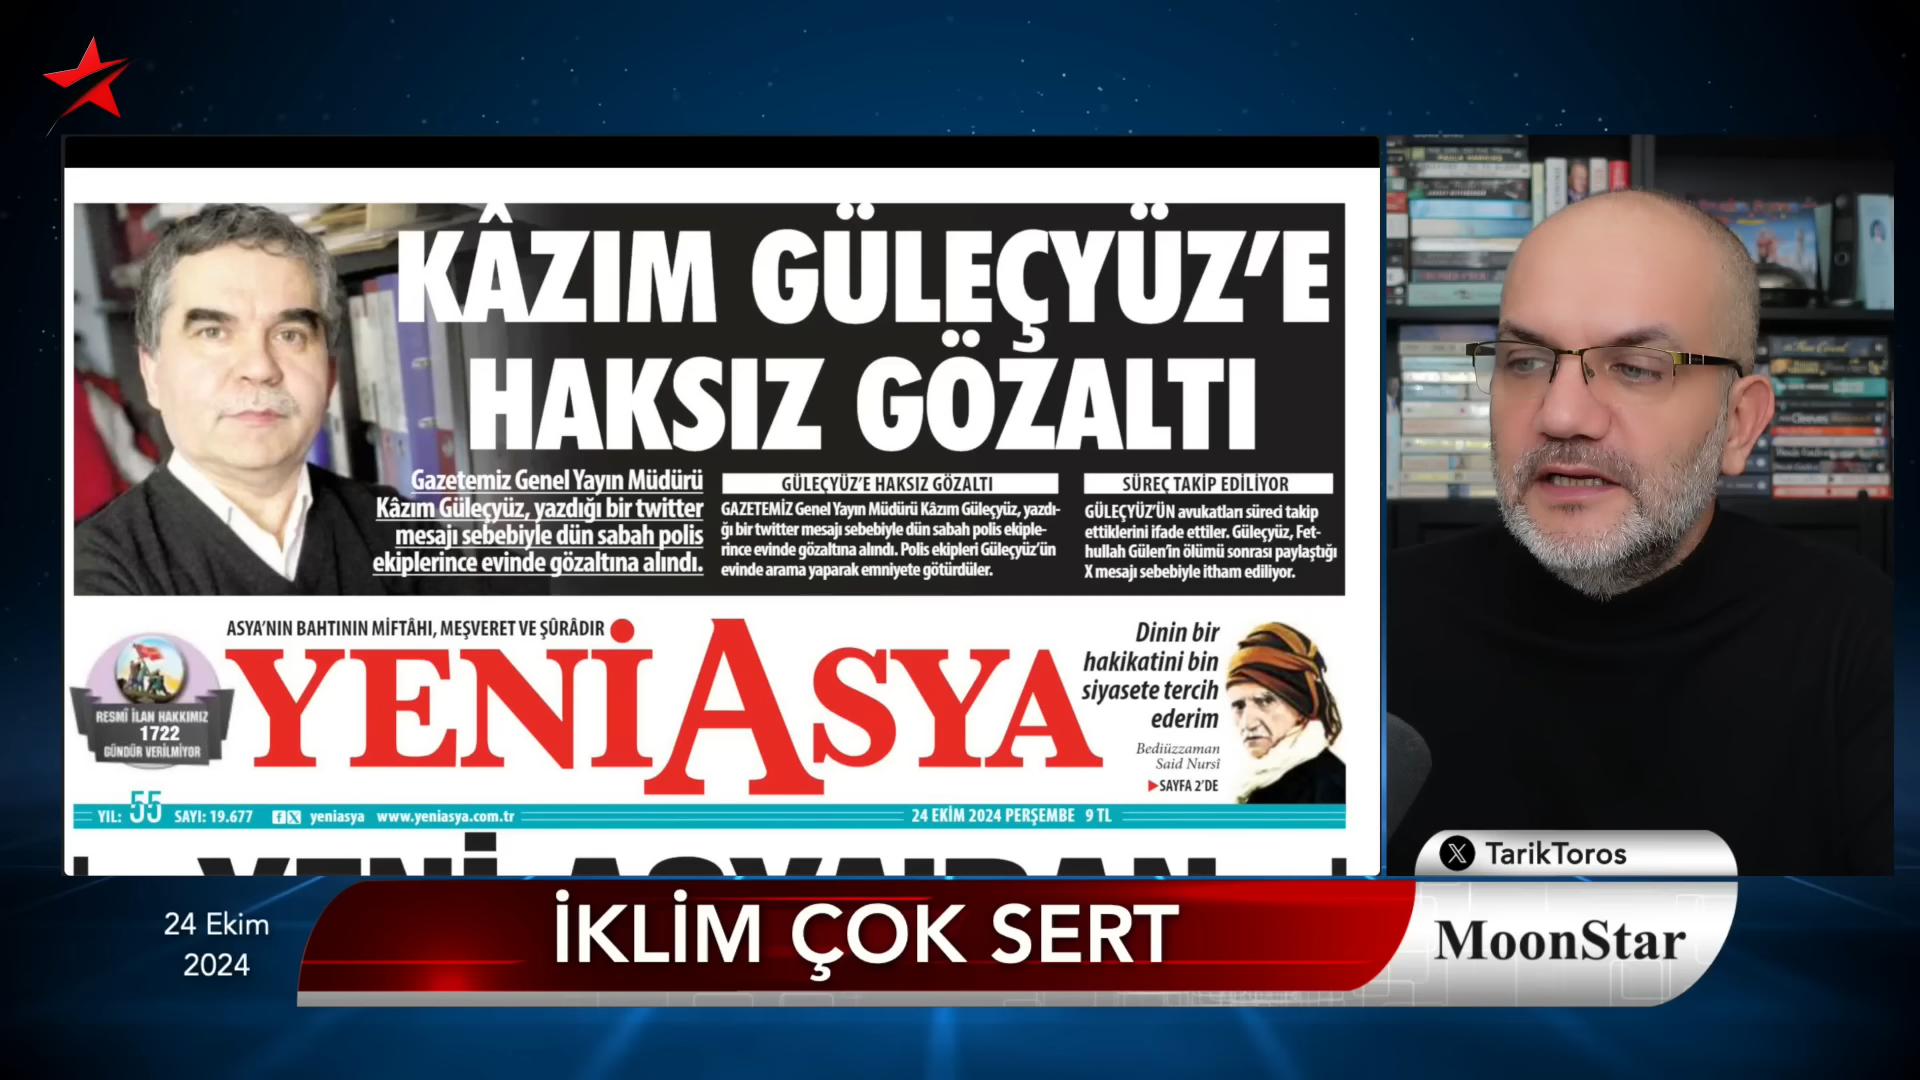 KÂZIM GÜLEÇYÜZ'E
HAKSIZ GÖZALTI
Gazetemiz Genel Yayın Müdürü
Kâzım Güleçyüz, yazdığı bir twitter
mesajı sebebiyle dün sabah polis
ekiplerince evinde gözaltına alındı.
GÜLEÇYÜZ'E HAKSIZ GÖZALTI
GAZETEMİZ Genel Yayın Müdürü Kâzım Güleçyüz, yazdı-
ğı bir twitter mesajı sebebiyle dün sabah polis ekiple-
rince evinde gözaltına alındı. Polis ekipleri Güleçyüz'ün
evinde arama yaparak emniyete götürdüler.
SÜREÇ TAKİP EDİLİYOR
GÜLEÇYÜZ'ÜN avukatları süreci takip
ettiklerini ifade ettiler. Güleçyüz, Fet-
hullah Gülen'in ölümü sonrası paylaştığı
X mesajı sebebiyle itham ediliyor.
ASYA'NIN BAHTININ MİFTÂHI, MEŞVERET VE ŞÛRÂDIR
RESMÎ İLAN HAKKIMIZ
1722
GÜNDÜR VERİLMİYOR
YENİASYA
Dinin bir
hakikatini bin
siyasete tercih
ederim
Bediüzzaman
Said Nursî
SAYFA 2'DE
YIL: 55 SAYI: 19.677 yeniasya www.yeniasya.com.tr 24 EKİM 2024 PERŞEMBE 9 TL
TarikToros
24 Ekim
2024
İKLİM ÇOK SERT
MoonStar